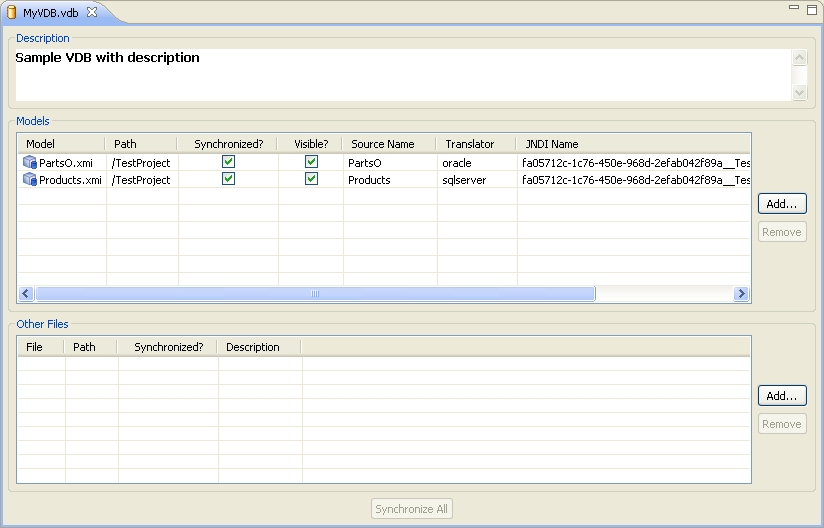 MyVDB.vdb
Description
Sample VDB with description
Models
Model Path Synchronized? Visible? Source Name Translator JNDI Name
PartsO.xmi /TestProject PartsO oracle fa05712c-1c76-450e-968d-2efab042f89a__Tes
Products.xmi /TestProject Products sqlserver fa05712c-1c76-450e-968d-2efab042f89a__Tes
Add...
Remove
Other Files
File Path Synchronized? Description
Add...
Remove
Synchronize All